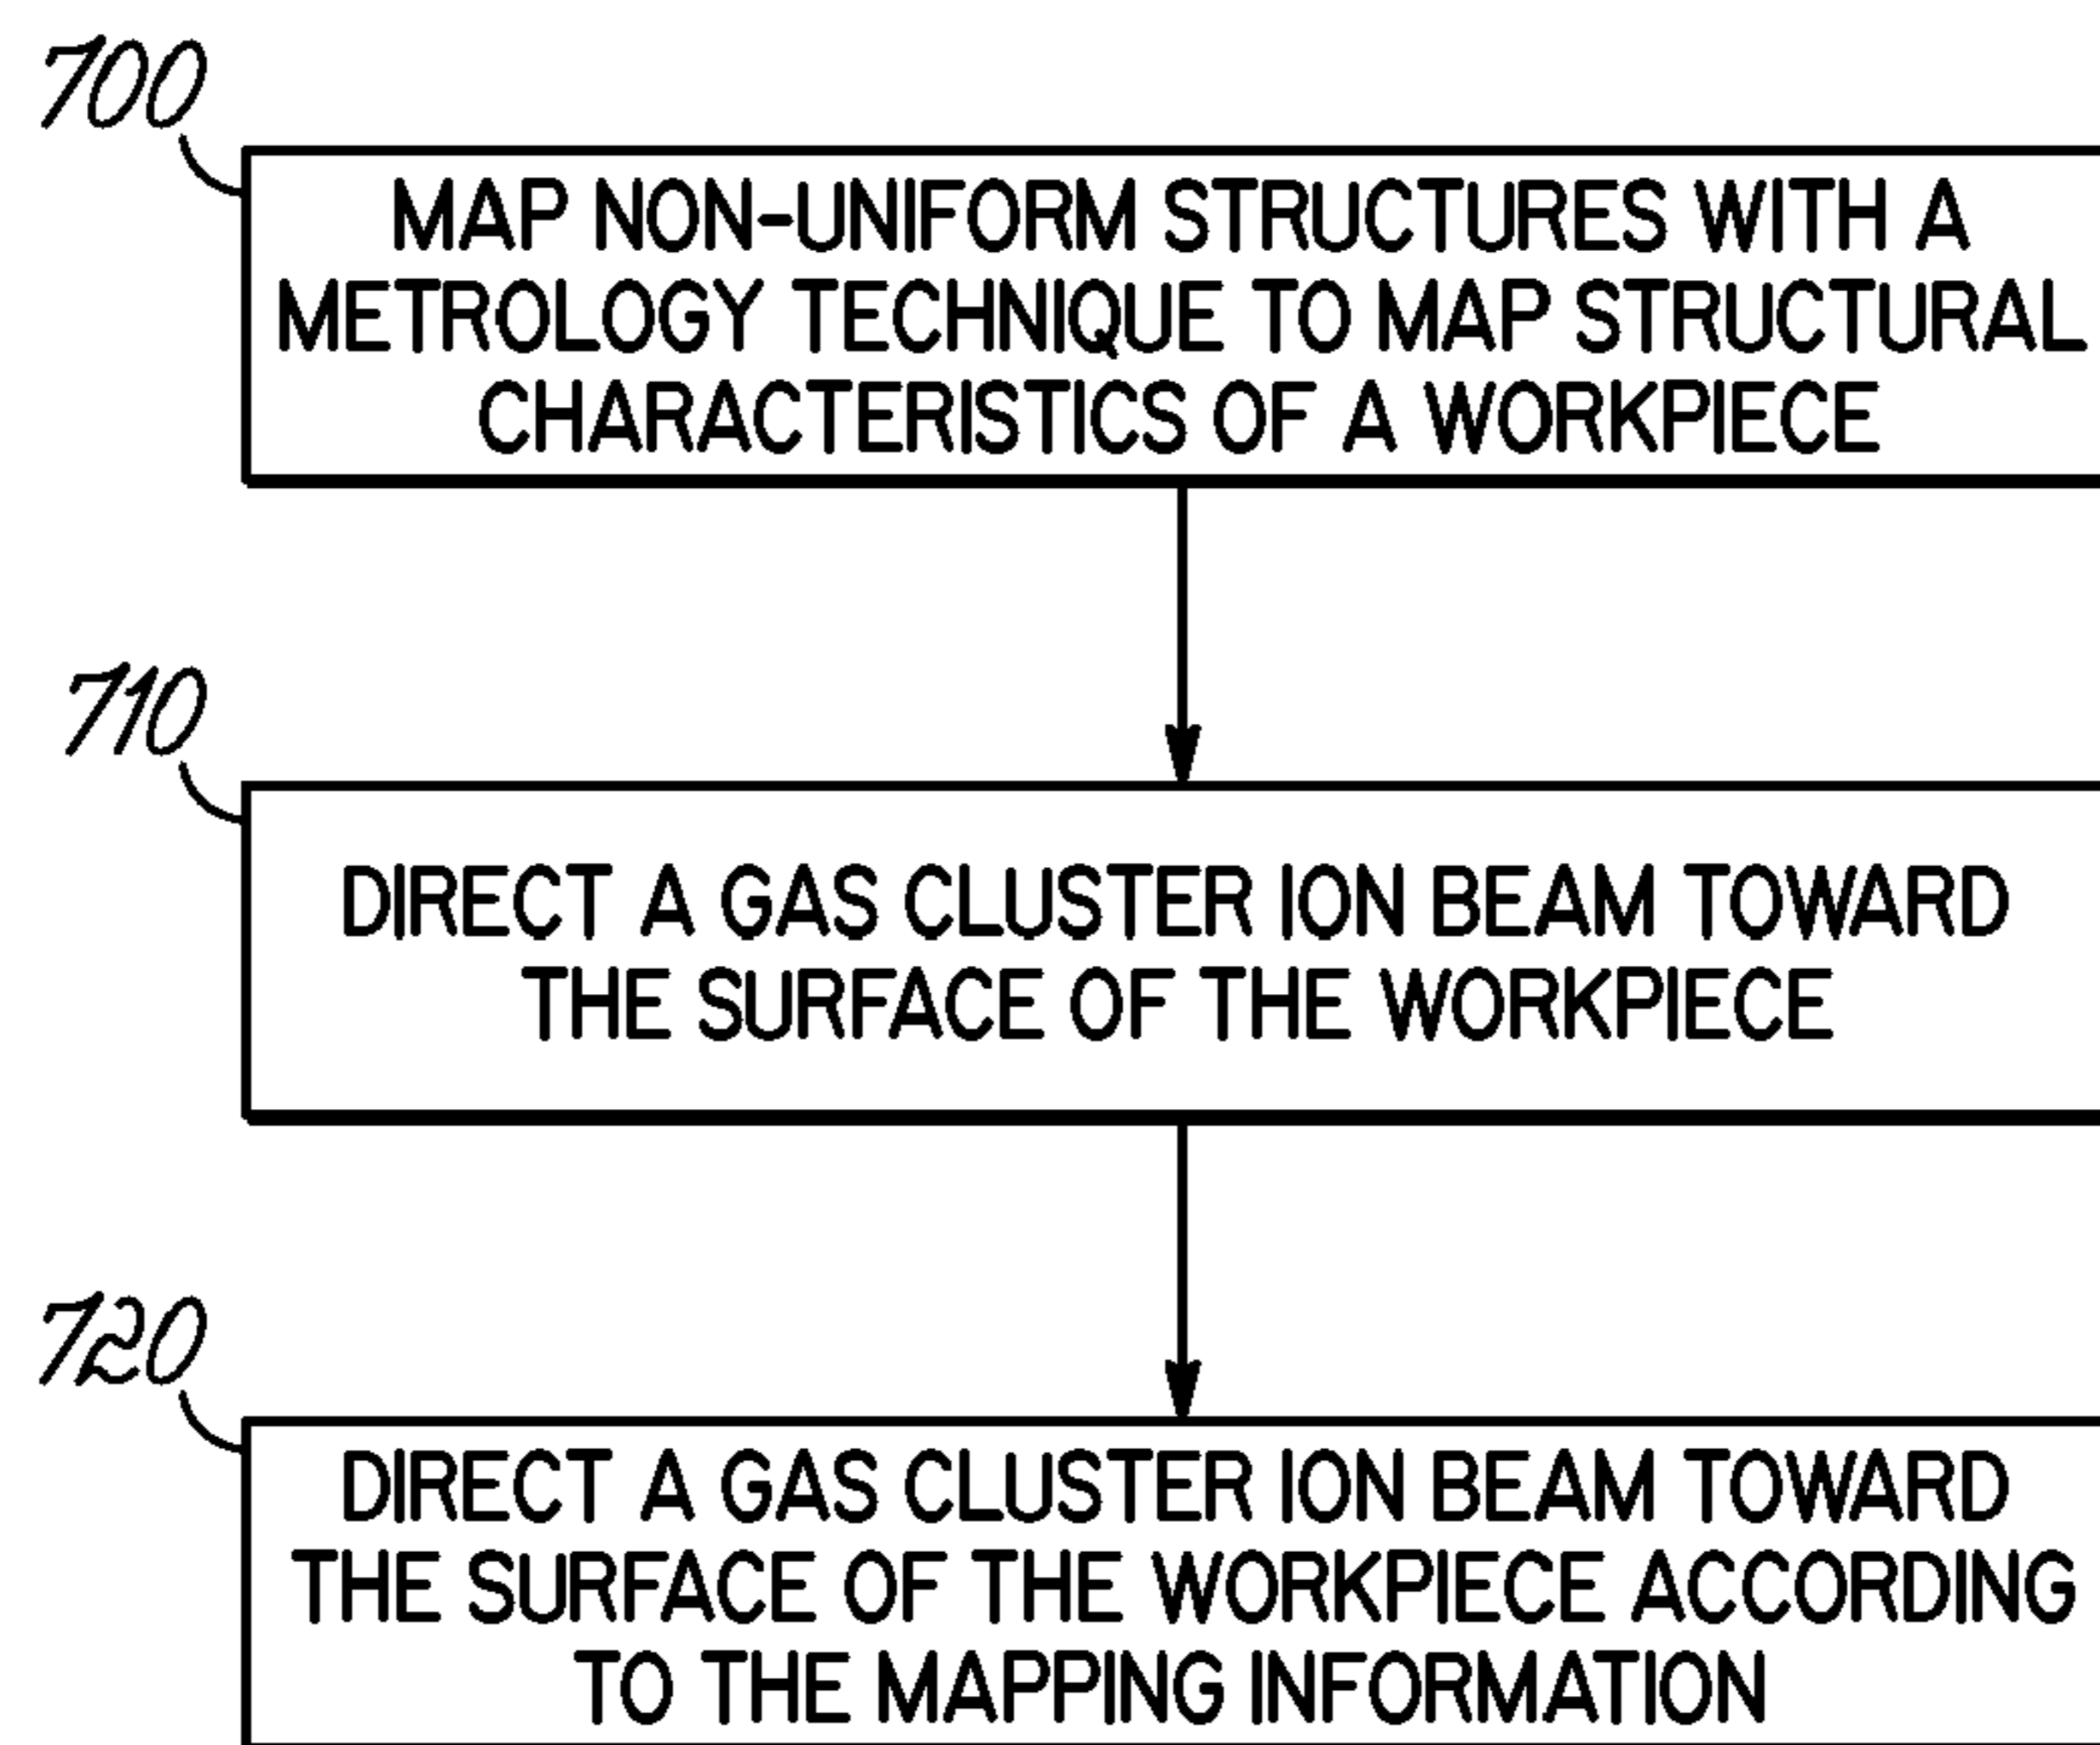 700
MAP NON-UNIFORM STRUCTURES WITH A
METROLOGY TECHNIQUE TO MAP STRUCTURAL
CHARACTERISTICS OF A WORKPIECE
710
DIRECT A GAS CLUSTER ION BEAM TOWARD
THE SURFACE OF THE WORKPIECE
720
DIRECT A GAS CLUSTER ION BEAM TOWARD
THE SURFACE OF THE WORKPIECE ACCORDING
TO THE MAPPING INFORMATION